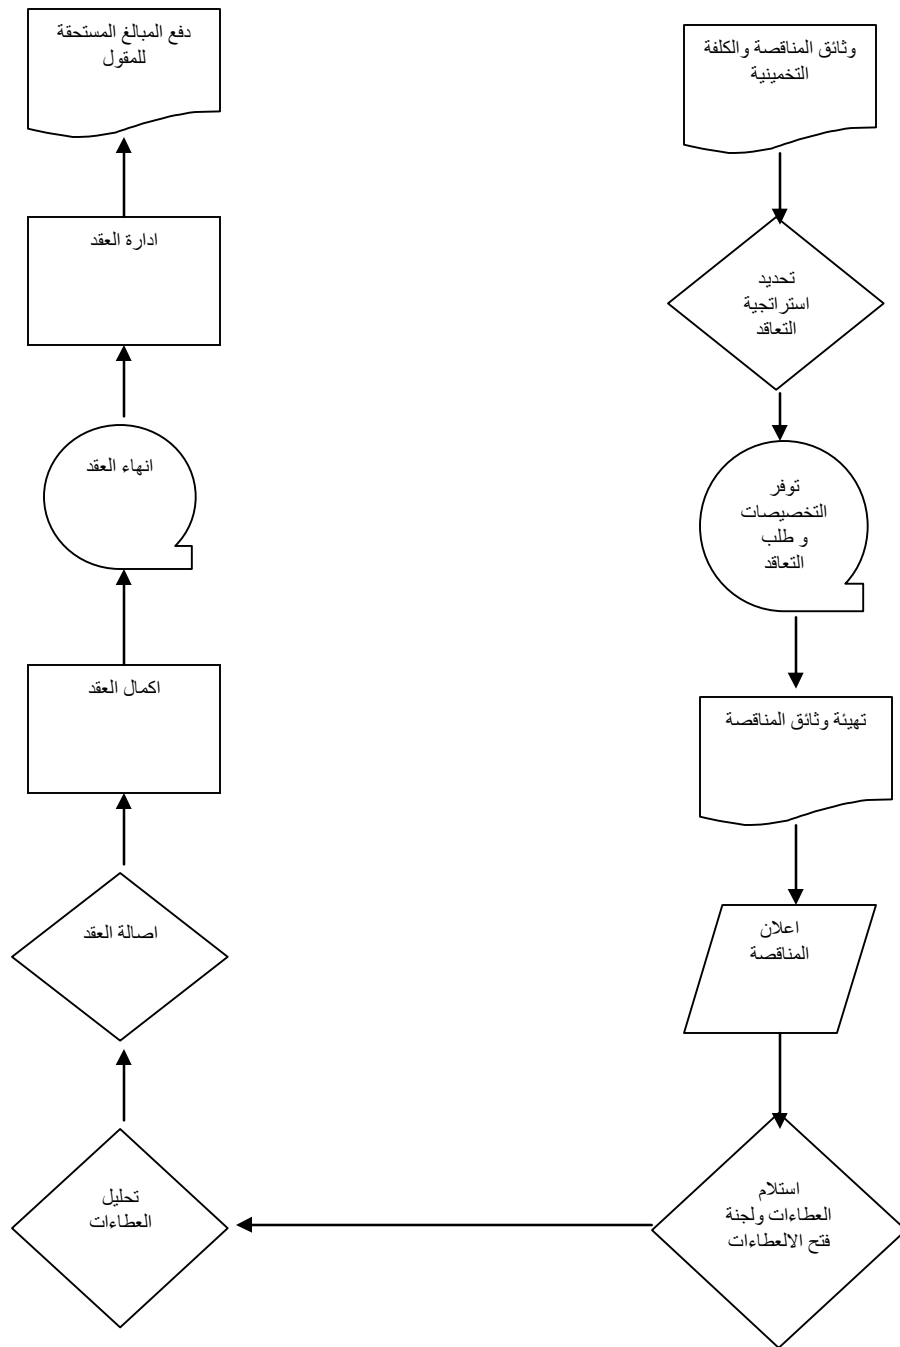 وثائق المناقصة والكلفة
التخمينية
تحديد
استراتجية
التعاقد
توفر
التخصيصات
و طلب
التعاقد
تهيئة وثائق المناقصة
اعلان
المناقصة
استلام
العطاءات ولجنة
فتح الالعطاءات
تحليل
العطاءات
اصالة العقد
اكمال العقد
انهاء العقد
ادارة العقد
دفع المبالغ المستحقة
للمقول